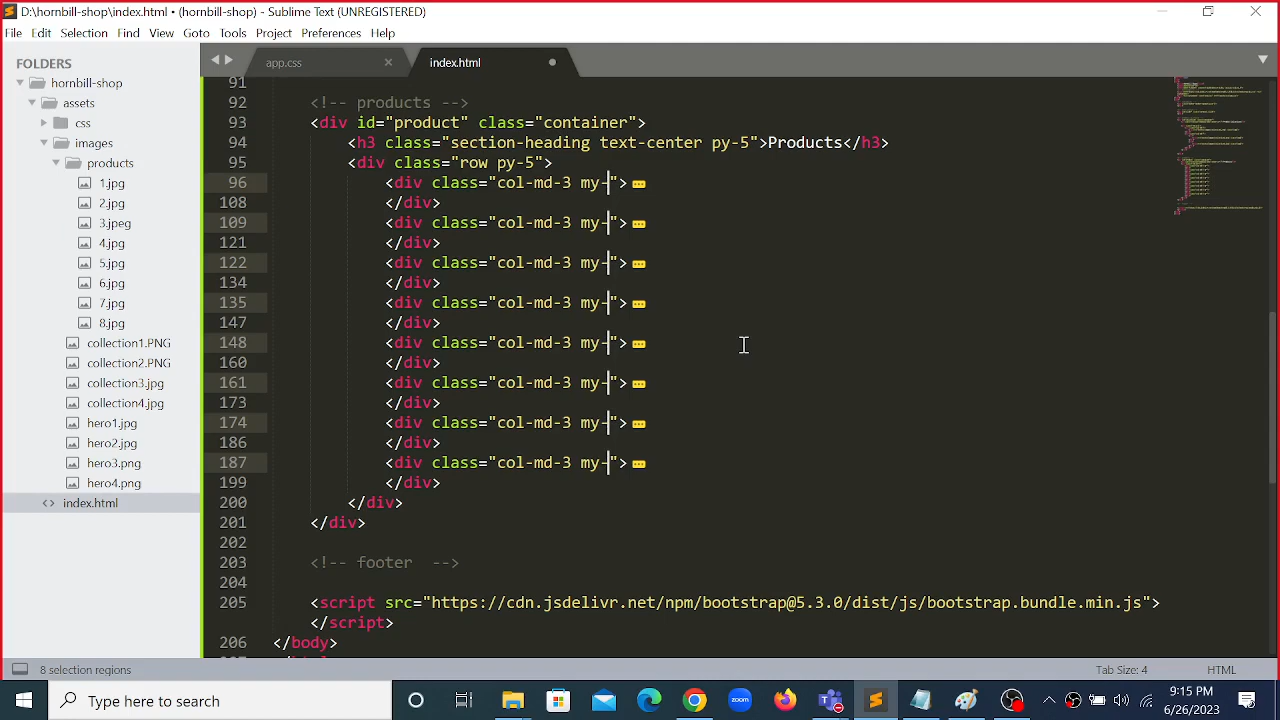 D:\hornbill-shop\index.html • (hornbill-shop) - Sublime Text (UNREGISTERED)
File Edit Selection Find View Goto Tools Project Preferences Help
FOLDERS
hornbill-shop
assets
img
products
1.jpg
2.jpg
3.jpg
4.jpg
5.jpg
6.jpg
7.jpg
8.jpg
collection1.PNG
collection2.PNG
collection3.jpg
collection4.jpg
hero1.jpg
hero2.jpg
hero3.png
hero4.png
index.html
app.css
index.html
91
92 <!-- products -->
93 <div id="product" class="container">
94 <h3 class="section-heading text-center py-5">Products</h3>
95 <div class="row py-5">
96 <div class="col-md-3 my-">
108 </div>
109 <div class="col-md-3 my-">
121 </div>
122 <div class="col-md-3 my-">
134 </div>
135 <div class="col-md-3 my-">
147 </div>
148 <div class="col-md-3 my-">
160 </div>
161 <div class="col-md-3 my-">
173 </div>
174 <div class="col-md-3 my-">
186 </div>
187 <div class="col-md-3 my-">
199 </div>
200 </div>
201 </div>
202
203 <!-- footer -->
204
205 <script src="https://cdn.jsdelivr.net/npm/bootstrap@5.3.0/dist/js/bootstrap.bundle.min.js">
</script>
206 </body>
8 selection regions
Tab Size: 4
HTML
Type here to search
zoom
9:15 PM
6/26/2023